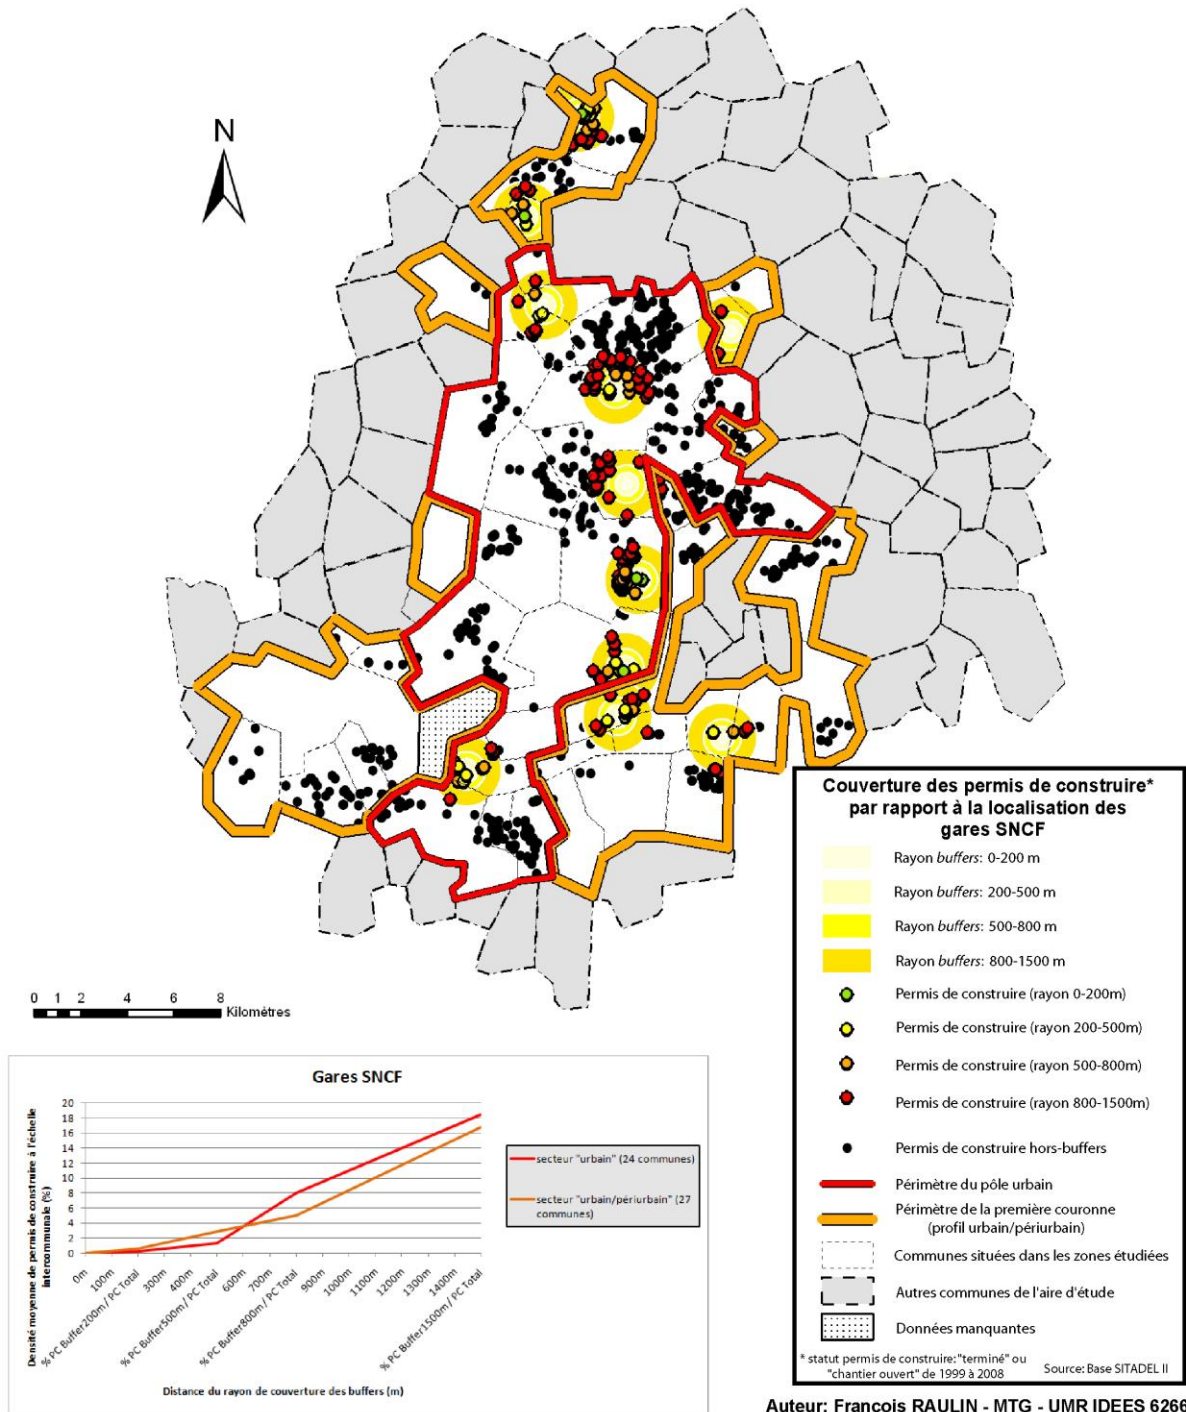 N
Couverture des permis de construire*
par rapport à la localisation des
gares SNCF
Rayon buffers: 0-200 m
Rayon buffers: 200-500 m
Rayon buffers: 500-800 m
Rayon buffers: 800-1500 m
Permis de construire (rayon 0-200m)
Permis de construire (rayon 200-500m)
Permis de construire (rayon 500-800m)
Permis de construire (rayon 800-1500m)
Permis de construire hors-buffers
Périmètre du pôle urbain
Périmètre de la première couronne
(profil urbain/périurbain)
Communes situées dans les zones étudiées
Autres communes de l'aire d'étude
Données manquantes
* statut permis de construire: "terminé" ou
"chantier ouvert" de 1999 à 2008
Source: Base SITADEL II
0 1 2 4 6 8
Kilomètres
Gares SNCF
Densité moyenne de permis de construire à l'échelle
intercommunale (%)
20
18
16
14
12
10
8
6
4
2
0
0m
100m
% PC Buffer200m / PC Total
300m
400m
% PC Buffer500m / PC Total
600m
700m
% PC Buffer800m / PC Total
900m
1000m
1100m
1200m
1300m
1400m
% PC Buffer1500m / PC Total
Distance du rayon de couverture des buffers (m)
secteur "urbain" (24 communes)
secteur "urbain/périurbain" (27
communes)
Auteur: François RAULIN - MTG - UMR IDEES 6266